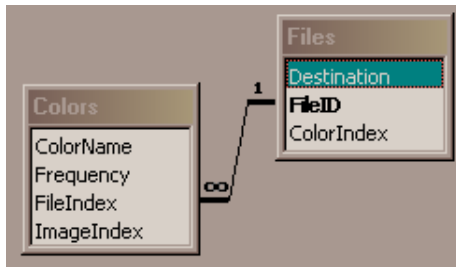 Files
Destination
FileID
ColorIndex
1
Colors
ColorName
Frequency
FileIndex
ImageIndex
∞